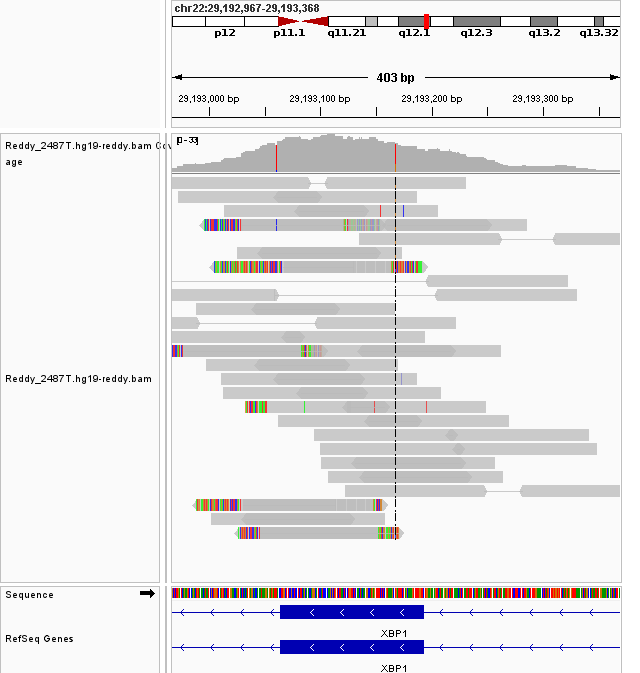 chr22:29,192,967-29,193,368
p12 p11.1 q11.21 q12.1 q12.3 q13.2 q13.32
403 bp
29,193,000 bp 29,193,100 bp 29,193,200 bp 29,193,300 bp
Reddy_2487T.hg19-reddy.bam Cov
age
[0-33]
Reddy_2487T.hg19-reddy.bam
Sequence
XBP1
RefSeq Genes
XBP1